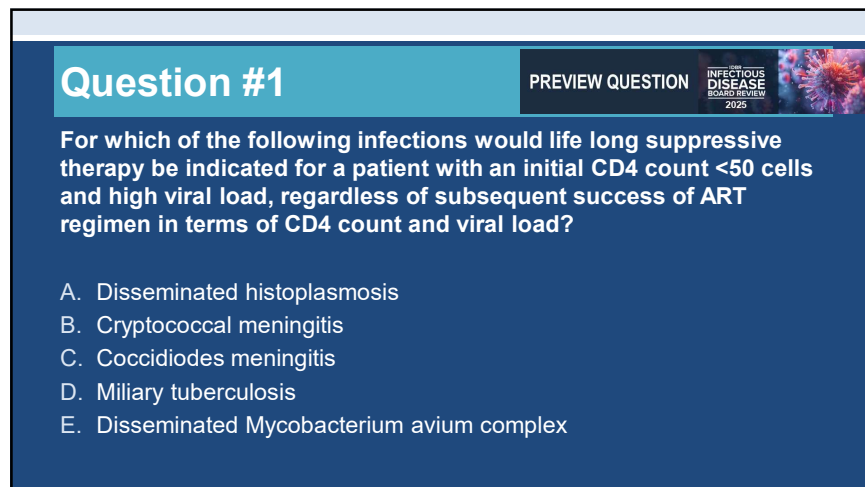 Question #1
PREVIEW QUESTION
IDBR
INFECTIOUS
DISEASE
BOARD REVIEW
2025
For which of the following infections would life long suppressive
therapy be indicated for a patient with an initial CD4 count <50 cells
and high viral load, regardless of subsequent success of ART
regimen in terms of CD4 count and viral load?
A. Disseminated histoplasmosis
B. Cryptococcal meningitis
C. Coccidiodes meningitis
D. Miliary tuberculosis
E. Disseminated Mycobacterium avium complex